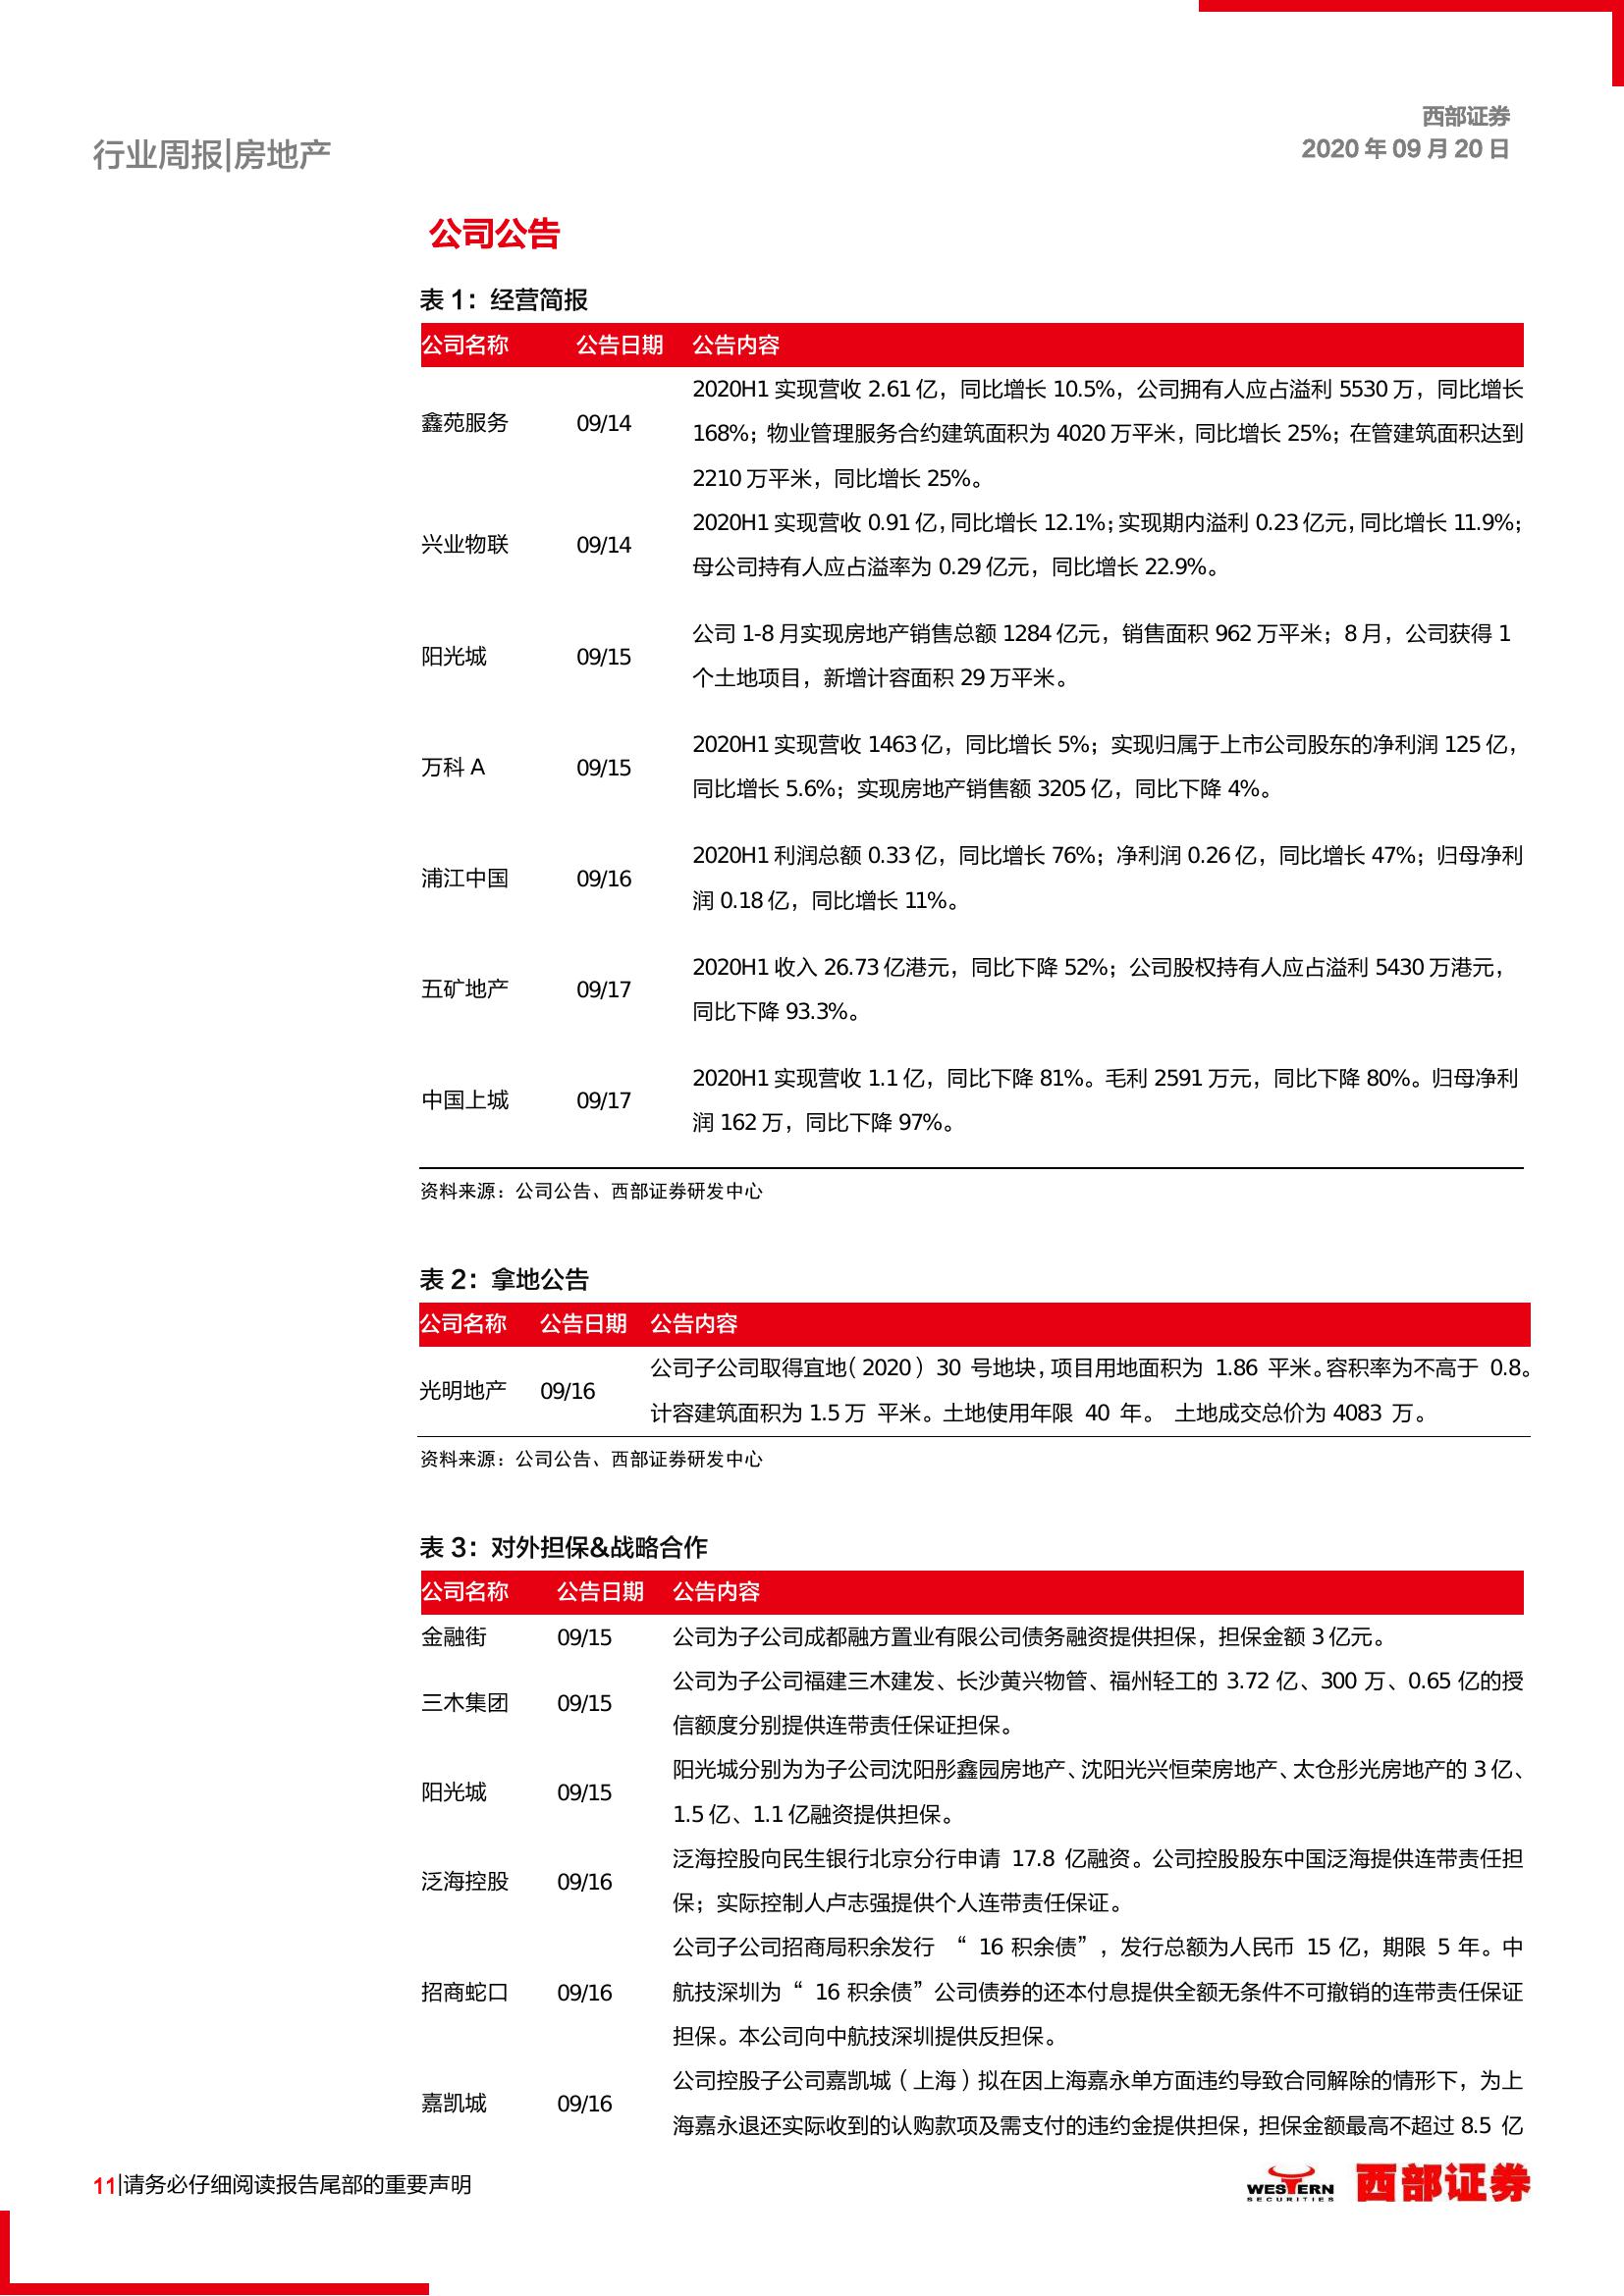 西部证券
行业周报|房地产
2020 年 09 月 20 日
公司公告
表 1：经营简报
公司名称 公告日期 公告内容
鑫苑服务 09/14
2020H1 实现营收 2.61 亿，同比增长 10.5%，公司拥有人应占溢利 5530 万，同比增长
168%；物业管理服务合约建筑面积为 4020 万平米，同比增长 25%；在管建筑面积达到
2210 万平米，同比增长 25%。
兴业物联 09/14
2020H1 实现营收 0.91 亿，同比增长 12.1%；实现期内溢利 0.23 亿元，同比增长 11.9%；
母公司持有人应占溢率为 0.29 亿元，同比增长 22.9%。
阳光城 09/15
公司 1-8 月实现房地产销售总额 1284 亿元，销售面积 962 万平米；8 月，公司获得 1
个土地项目，新增计容面积 29 万平米。
万科 A 09/15
2020H1 实现营收 1463 亿，同比增长 5%；实现归属于上市公司股东的净利润 125 亿，
同比增长 5.6%；实现房地产销售额 3205 亿，同比下降 4%。
浦江中国 09/16
2020H1 利润总额 0.33 亿，同比增长 76%；净利润 0.26 亿，同比增长 47%；归母净利
润 0.18 亿，同比增长 11%。
五矿地产 09/17
2020H1 收入 26.73 亿港元，同比下降 52%；公司股权持有人应占溢利 5430 万港元，
同比下降 93.3%。
中国上城 09/17
2020H1 实现营收 1.1 亿，同比下降 81%。毛利 2591 万元，同比下降 80%。归母净利
润 162 万，同比下降 97%。
资料来源：公司公告、西部证券研发中心
表 2：拿地公告
公司名称 公告日期 公告内容
光明地产 09/16
公司子公司取得宜地（2020）30 号地块，项目用地面积为 1.86 平米。容积率为不高于 0.8。
计容建筑面积为 1.5 万 平米。土地使用年限 40 年。 土地成交总价为 4083 万。
资料来源：公司公告、西部证券研发中心
表 3：对外担保&战略合作
公司名称 公告日期 公告内容
金融街 09/15 公司为子公司成都融方置业有限公司债务融资提供担保，担保金额 3 亿元。
三木集团 09/15
公司为子公司福建三木建发、长沙黄兴物管、福州轻工的 3.72 亿、300 万、0.65 亿的授
信额度分别提供连带责任保证担保。
阳光城 09/15
阳光城分别为为子公司沈阳彤鑫园房地产、沈阳光兴恒荣房地产、太仓彤光房地产的 3 亿、
1.5 亿、1.1 亿融资提供担保。
泛海控股 09/16
泛海控股向民生银行北京分行申请 17.8 亿融资。公司控股股东中国泛海提供连带责任担
保；实际控制人卢志强提供个人连带责任保证。
招商蛇口 09/16
公司子公司招商局积余发行 “ 16 积余债”，发行总额为人民币 15 亿，期限 5 年。中
航技深圳为“ 16 积余债”公司债券的还本付息提供全额无条件不可撤销的连带责任保证
担保。本公司向中航技深圳提供反担保。
嘉凯城 09/16
公司控股子公司嘉凯城（上海）拟在因上海嘉永单方面违约导致合同解除的情形下，为上
海嘉永退还实际收到的认购款项及需支付的违约金提供担保，担保金额最高不超过 8.5 亿
11|请务必仔细阅读报告尾部的重要声明
WESTERN
SECURITIES
西部证券